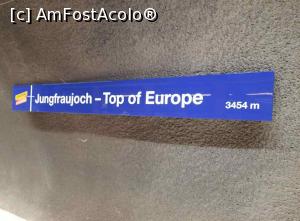 [c] AmFostAcolo®
Jungfraujoch – Top of Europe
3454 m